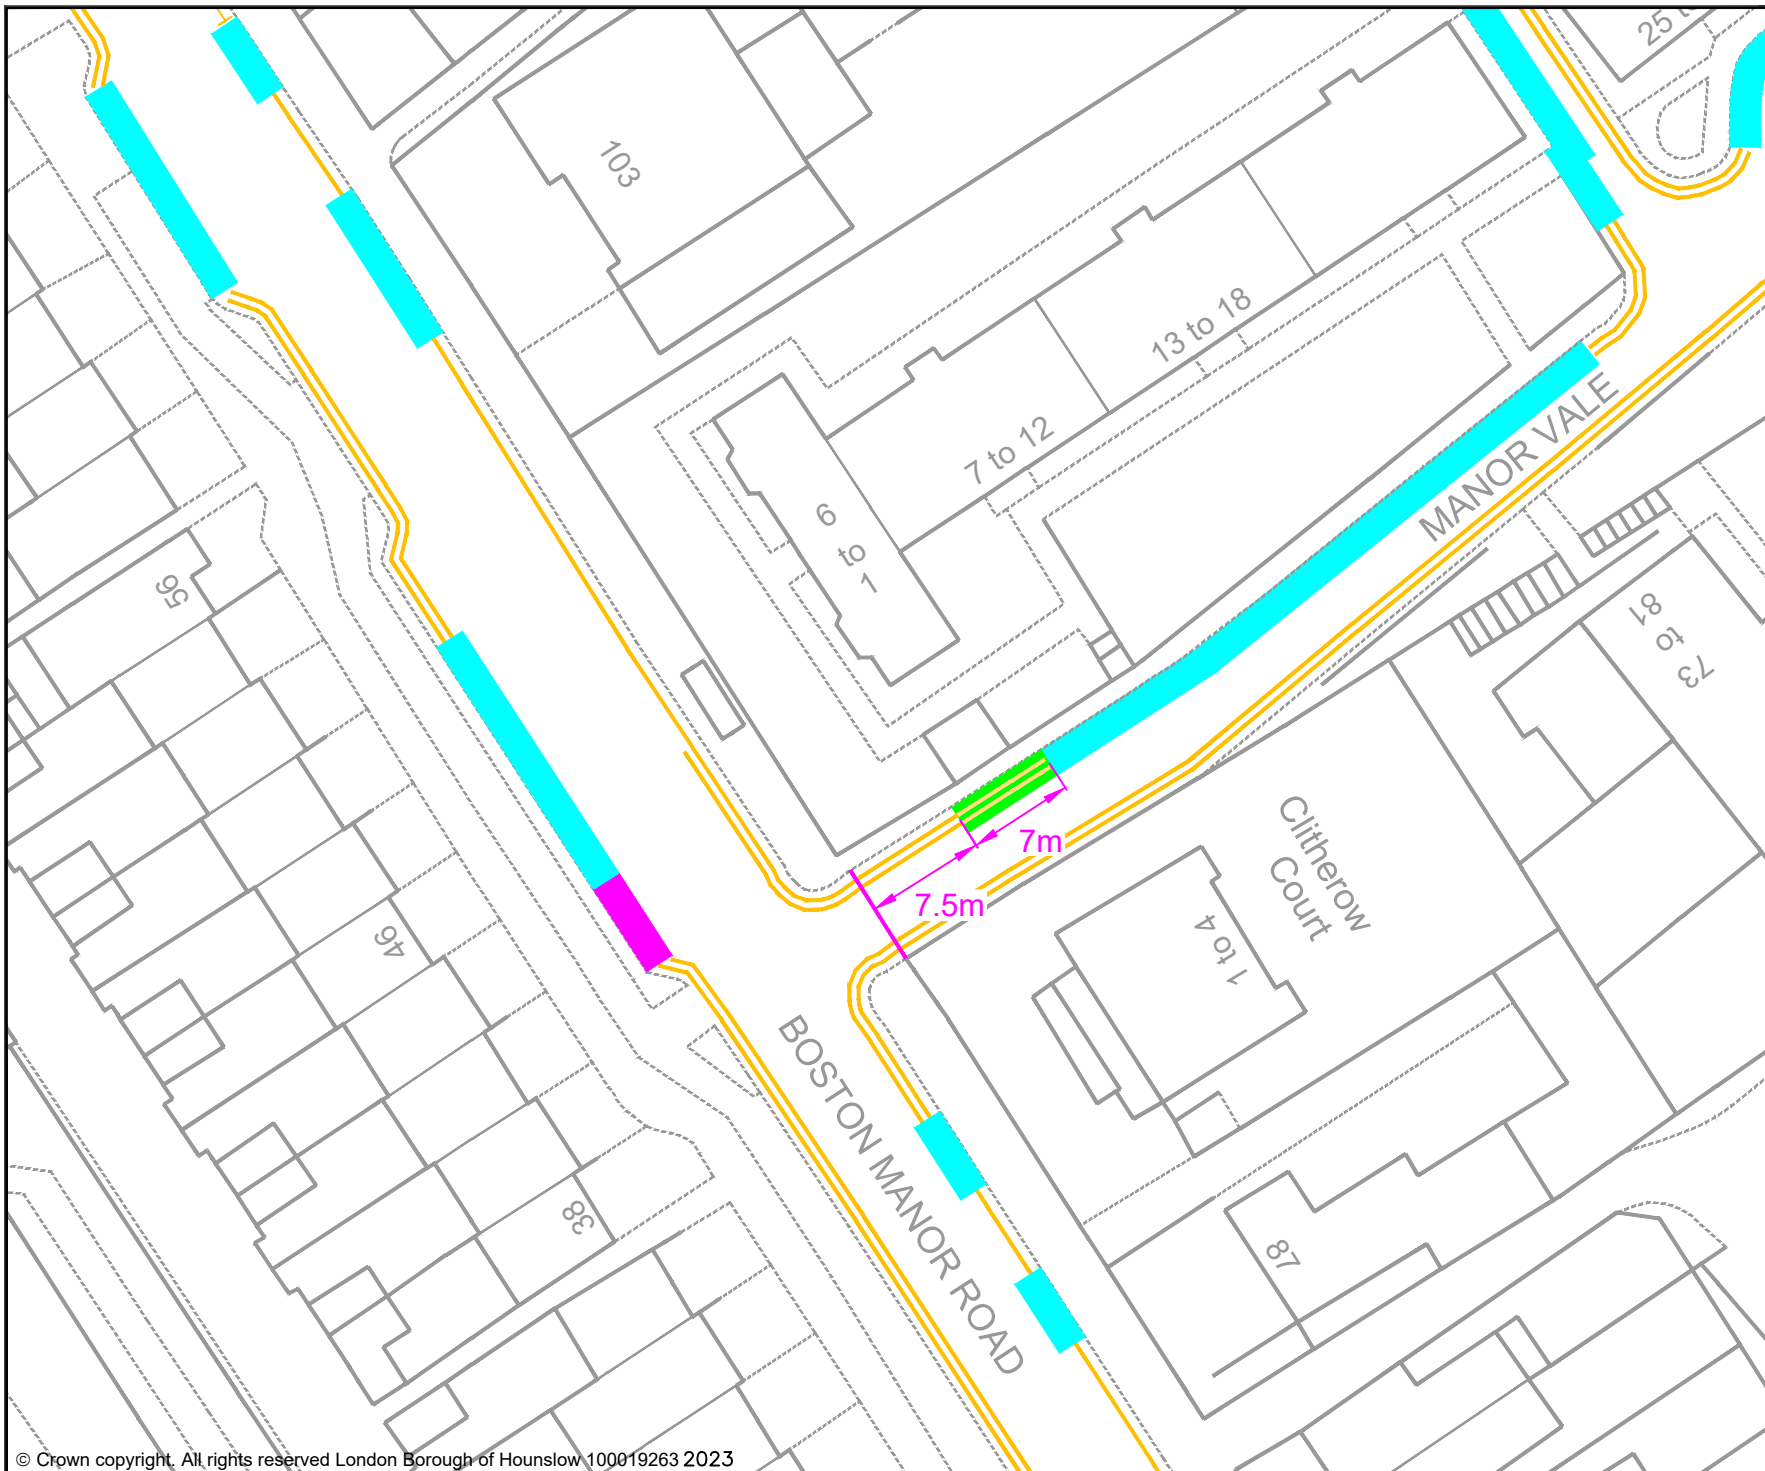 25 to
103
13 to 18
7 to 12
6
to
1
MANOR VALE
56
81
to
73
7m
7.5m
Clitherow
Court
1 to 4
46
BOSTON MANOR ROAD
38
87
© Crown copyright. All rights reserved London Borough of Hounslow 100019263 2023